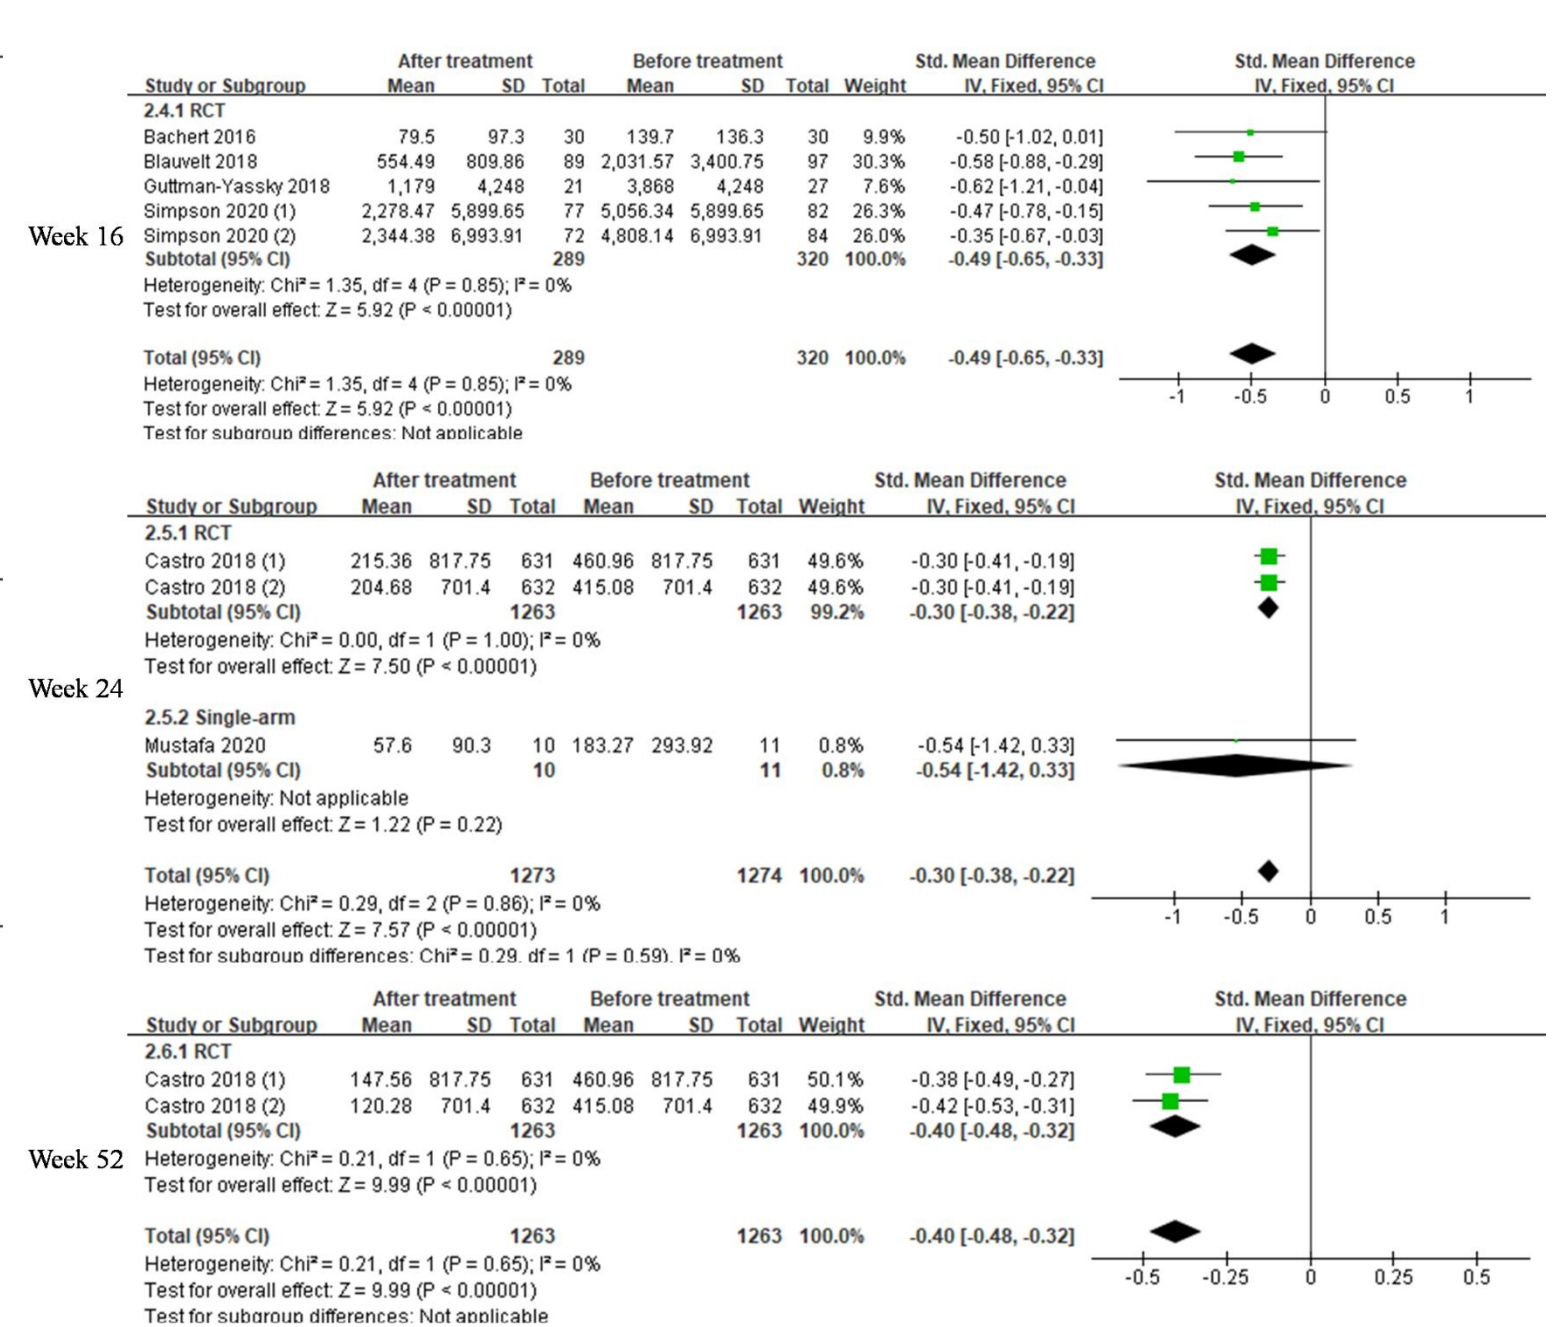 After treatment Before treatment Std. Mean Difference Std. Mean Difference
Study or Subgroup Mean SD Total Mean SD Total Weight IV, Fixed, 95% CI IV, Fixed, 95% CI
2.4.1 RCT
Bachert 2016 79.5 97.3 30 139.7 136.3 30 9.9% -0.50 [-1.02, 0.01]
Blauvelt 2018 554.49 809.86 89 2,031.57 3,400.75 97 30.3% -0.58 [-0.88, -0.29]
Guttman-Yassky 2018 1,179 4,248 21 3,868 4,248 27 7.6% -0.62 [-1.21, -0.04]
Simpson 2020 (1) 2,278.47 5,899.65 77 5,056.34 5,899.65 82 26.3% -0.47 [-0.78, -0.15]
Week 16 Simpson 2020 (2) 2,344.38 6,993.91 72 4,808.14 6,993.91 84 26.0% -0.35 [-0.67, -0.03]
Subtotal (95% CI) 289 320 100.0% -0.49 [-0.65, -0.33]
Heterogeneity: Chi² = 1.35, df = 4 (P = 0.85); I² = 0%
Test for overall effect: Z = 5.92 (P < 0.00001)
Total (95% CI) 289 320 100.0% -0.49 [-0.65, -0.33]
Heterogeneity: Chi² = 1.35, df = 4 (P = 0.85); I² = 0%
-1 -0.5 0 0.5 1
Test for overall effect: Z = 5.92 (P < 0.00001)
Test for subgroup differences: Not applicable
After treatment Before treatment Std. Mean Difference Std. Mean Difference
Study or Subgroup Mean SD Total Mean SD Total Weight IV, Fixed, 95% CI IV, Fixed, 95% CI
2.5.1 RCT
Castro 2018 (1) 215.36 817.75 631 460.96 817.75 631 49.6% -0.30 [-0.41, -0.19]
Castro 2018 (2) 204.68 701.4 632 415.08 701.4 632 49.6% -0.30 [-0.41, -0.19]
Subtotal (95% CI) 1263 1263 99.2% -0.30 [-0.38, -0.22]
Heterogeneity: Chi² = 0.00, df = 1 (P = 1.00); I² = 0%
Test for overall effect: Z = 7.50 (P < 0.00001)
Week 24
2.5.2 Single-arm
Mustafa 2020 57.6 90.3 10 183.27 293.92 11 0.8% -0.54 [-1.42, 0.33]
Subtotal (95% CI) 10 11 0.8% -0.54 [-1.42, 0.33]
Heterogeneity: Not applicable
Test for overall effect: Z = 1.22 (P = 0.22)
Total (95% CI) 1273 1274 100.0% -0.30 [-0.38, -0.22]
Heterogeneity: Chi² = 0.29, df = 2 (P = 0.86); I² = 0%
-1 -0.5 0 0.5 1
Test for overall effect: Z = 7.57 (P < 0.00001)
Test for subgroup differences: Chi² = 0.29. df = 1 (P = 0.59). I² = 0%
After treatment Before treatment Std. Mean Difference Std. Mean Difference
Study or Subgroup Mean SD Total Mean SD Total Weight IV, Fixed, 95% CI IV, Fixed, 95% CI
2.6.1 RCT
Castro 2018 (1) 147.56 817.75 631 460.96 817.75 631 50.1% -0.38 [-0.49, -0.27]
Castro 2018 (2) 120.28 701.4 632 415.08 701.4 632 49.9% -0.42 [-0.53, -0.31]
Subtotal (95% CI) 1263 1263 100.0% -0.40 [-0.48, -0.32]
Week 52 Heterogeneity: Chi² = 0.21, df = 1 (P = 0.65); I² = 0%
Test for overall effect: Z = 9.99 (P < 0.00001)
Total (95% CI) 1263 1263 100.0% -0.40 [-0.48, -0.32]
Heterogeneity: Chi² = 0.21, df = 1 (P = 0.65); I² = 0%
-0.5 -0.25 0 0.25 0.5
Test for overall effect: Z = 9.99 (P < 0.00001)
Test for subgroup differences: Not applicable